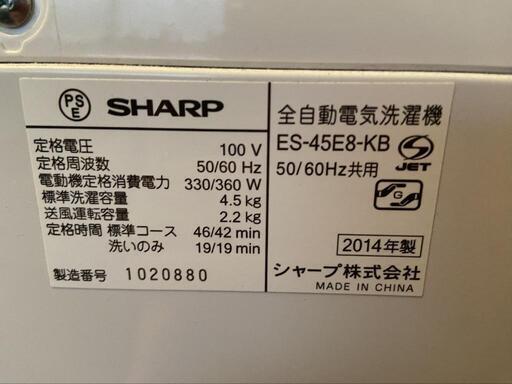 PS
E
SHARP
定格電圧 100 V
定格周波数 50/60 Hz
電動機定格消費電力 330/360 W
標準洗濯容量 4.5 kg
送風運転容量 2.2 kg
定格時間 標準コース 46/42 min
洗いのみ 19/19 min
製造番号 1020880
全自動電気洗濯機
ES-45E8-KB
S
JET
50/60Hz共用
G
2014年製
シャープ株式会社
MADE IN CHINA